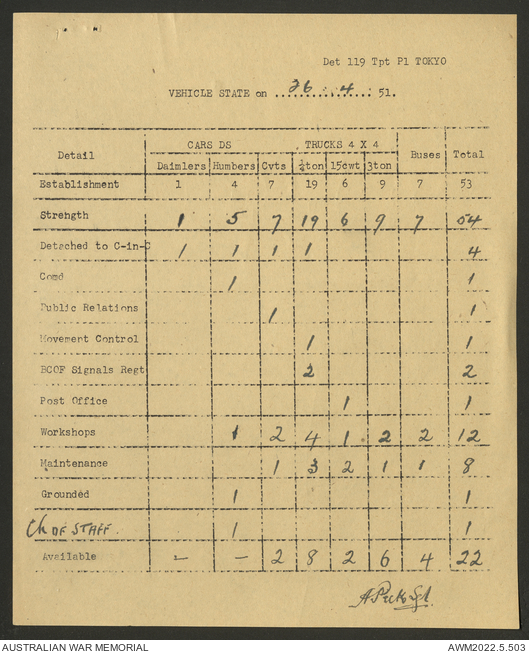 Det 119 Tpt Pl TOKYO
VEHICLE STATE on ...26...4...: 51.
CARS DS TRUCKS 4 X 4
Detail Buses Total
Daimlers Humbers Cvts ¼ton 15cwt 3ton
Establishment 1 4 7 19 6 9 7 53
Strength 1 5 7 19 6 9 7 54
Detached to C-in-C 1 1 1 1 4
Comd 1 1
Public Relations 1 1
Movement Control 1 1
BCOF Signals Regt 2 2
Post Office 1 1
Workshops 1 2 4 1 2 2 12
Maintenance 1 3 2 1 1 8
Grounded 1 1
Ch OF STAFF. 1 1
Available — — 2 8 2 6 4 22
Sgt
AUSTRALIAN WAR MEMORIAL AWM2022.5.503